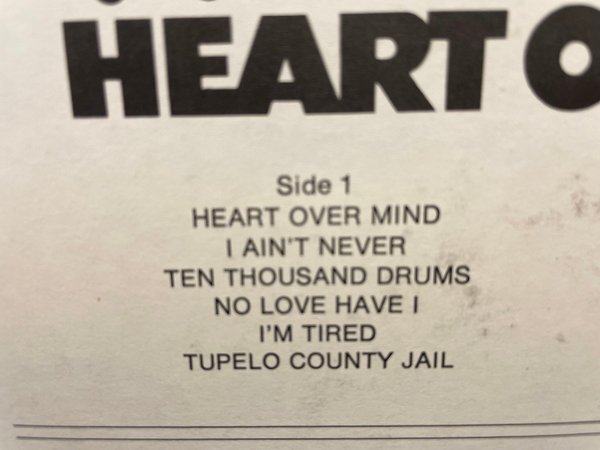 HEART O
Side 1
HEART OVER MIND
I AIN'T NEVER
TEN THOUSAND DRUMS
NO LOVE HAVE I
I'M TIRED
TUPELO COUNTY JAIL